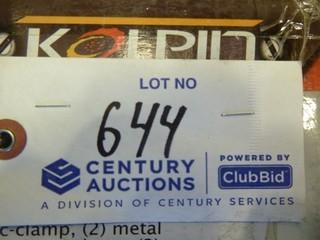 KOLPIN
LOT NO
644
CENTURY AUCTIONS
POWERED BY ClubBid
A DIVISION OF CENTURY SERVICES
c-clamp, (2) metal